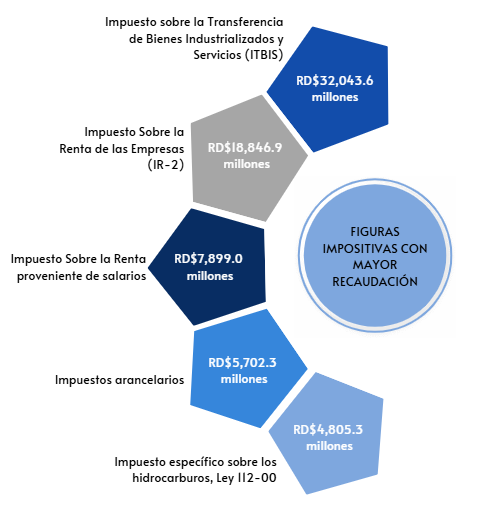 Impuesto sobre la Transferencia
de Bienes Industrializados y
Servicios (ITBIS)
RD$32,043.6
millones
Impuesto Sobre la
Renta de las Empresas
(IR-2)
RD$18,846.9
millones
FIGURAS
IMPOSITIVAS CON
MAYOR
RECAUDACIÓN
Impuesto Sobre la Renta
proveniente de salarios
RD$7,899.0
millones
Impuestos arancelarios
RD$5,702.3
millones
RD$4,805.3
millones
Impuesto específico sobre los
hidrocarburos, Ley 112-00